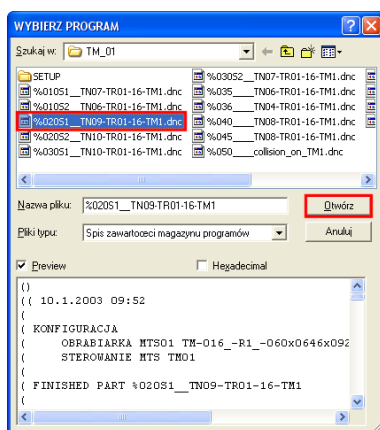 WYBIERZ PROGRAM
Szukaj w: TM_01
SETUP
%010S1__TN07-TR01-16-TM1.dnc
%010S2__TN06-TR01-16-TM1.dnc
%020S1__TN09-TR01-16-TM1.dnc
%020S2__TN10-TR01-16-TM1.dnc
%030S1__TN10-TR01-16-TM1.dnc
%030S2__TN07-TR01-16-TM1.dnc
%035____TN06-TR01-16-TM1.dnc
%036____TN04-TR01-16-TM1.dnc
%040____TN08-TR01-16-TM1.dnc
%045____TN08-TR01-16-TM1.dnc
%050____collision_on_TM1.dnc
Nazwa pliku: %020S1__TN09-TR01-16-TM1 Otwórz
Pliki typu: Spis zawartoœci magazynu programów Anuluj
Preview Hexadecimal
()
(( 10.1.2003 09:52
(
( KONFIGURACJA
( OBRABIARKA MTS01 TM-016_-R1_-060x0646x092
( STEROWANIE MTS TM01
(
( FINISHED PART %020S1__TN09-TR01-16-TM1
(